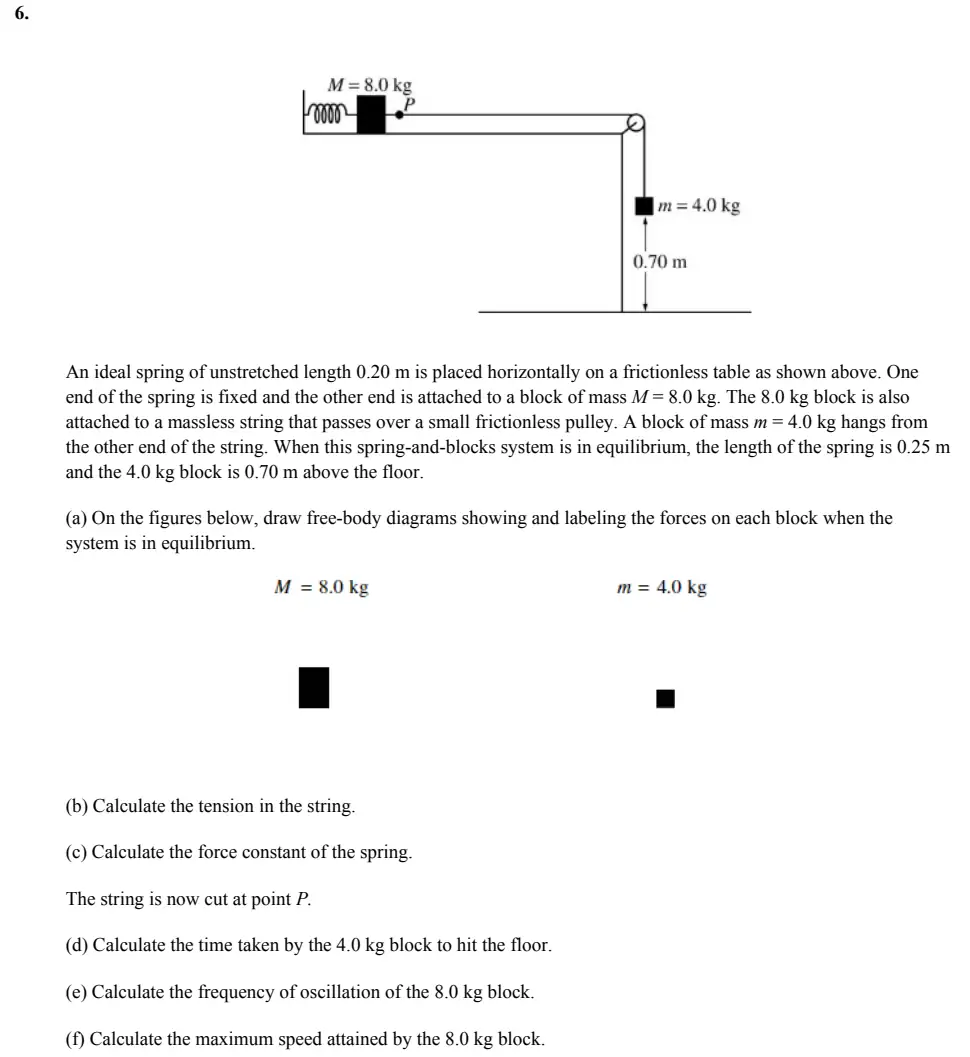 6.
M = 8.0 kg
P
m = 4.0 kg
0.70 m
An ideal spring of unstretched length 0.20 m is placed horizontally on a frictionless table as shown above. One
end of the spring is fixed and the other end is attached to a block of mass M = 8.0 kg. The 8.0 kg block is also
attached to a massless string that passes over a small frictionless pulley. A block of mass m = 4.0 kg hangs from
the other end of the string. When this spring-and-blocks system is in equilibrium, the length of the spring is 0.25 m
and the 4.0 kg block is 0.70 m above the floor.
(a) On the figures below, draw free-body diagrams showing and labeling the forces on each block when the
system is in equilibrium.
M = 8.0 kg m = 4.0 kg
(b) Calculate the tension in the string.
(c) Calculate the force constant of the spring.
The string is now cut at point P.
(d) Calculate the time taken by the 4.0 kg block to hit the floor.
(e) Calculate the frequency of oscillation of the 8.0 kg block.
(f) Calculate the maximum speed attained by the 8.0 kg block.